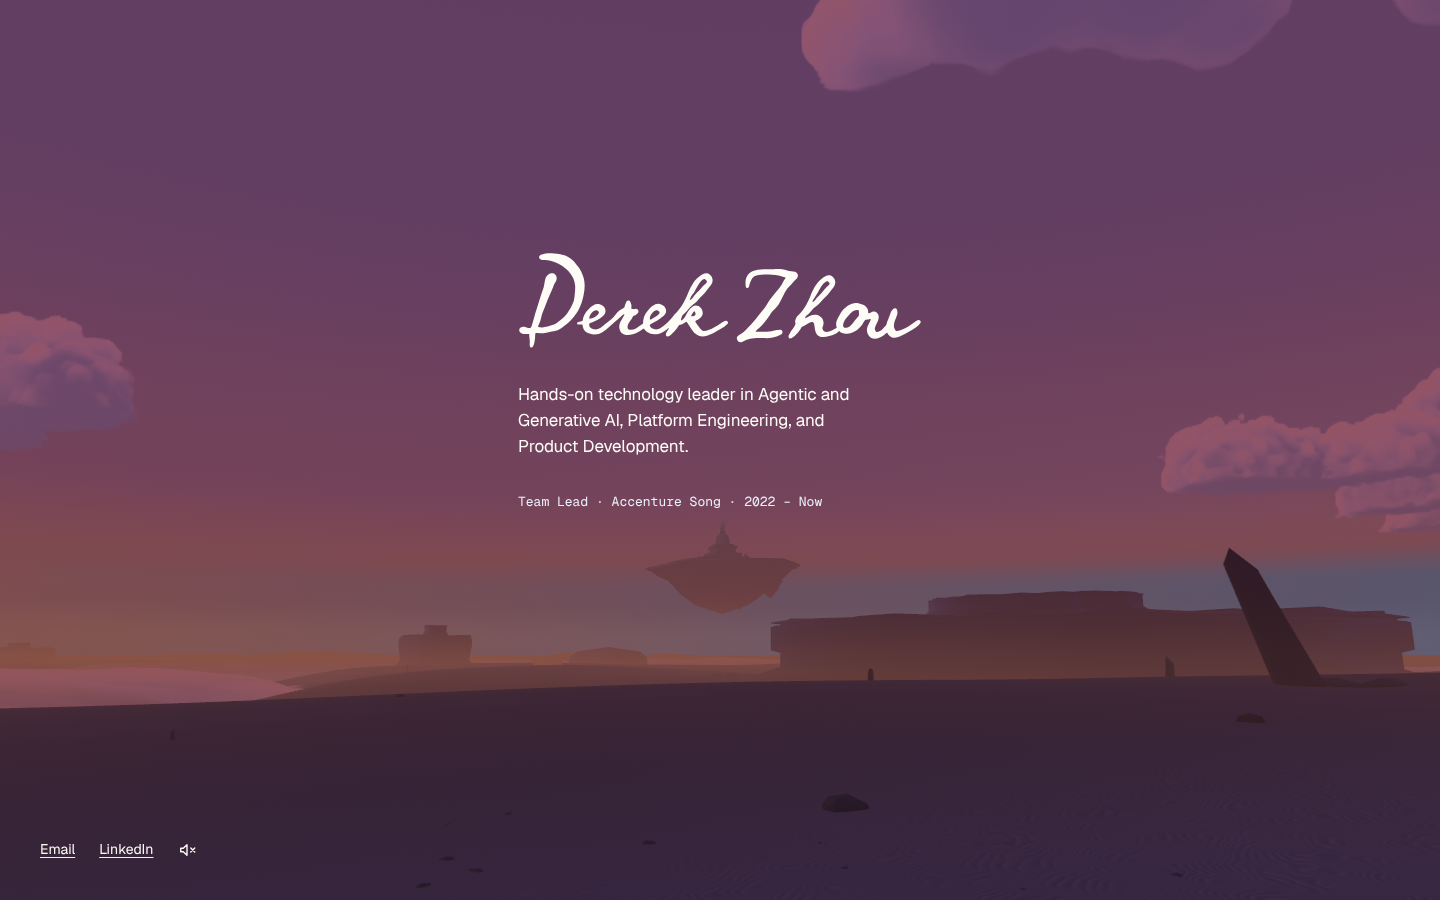 Derek Zhou
Hands-on technology leader in Agentic and
Generative AI, Platform Engineering, and
Product Development.
Team Lead · Accenture Song · 2022 – Now
Email LinkedIn